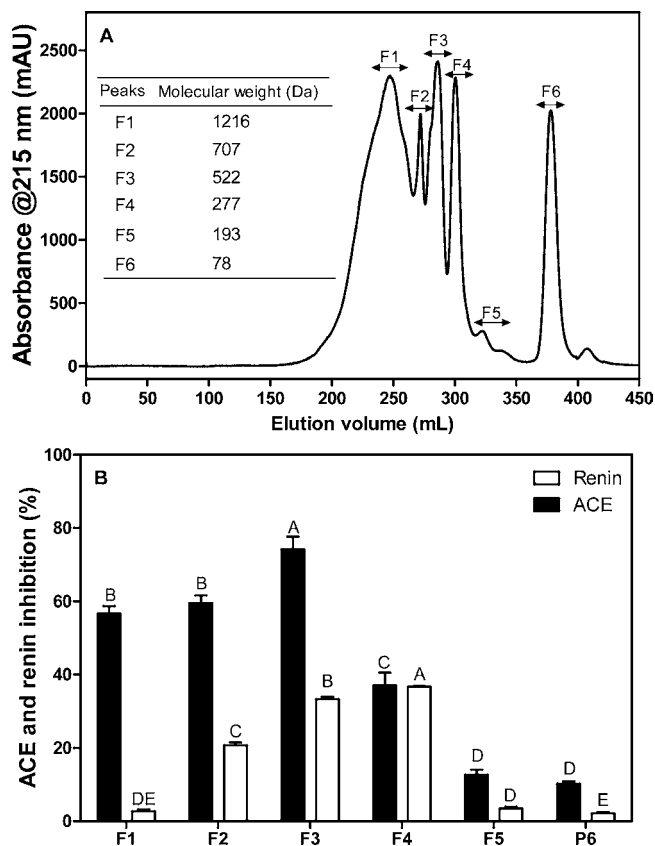 A
F1
F3
F4
F2
F6
F5
Peaks Molecular weight (Da)
F1 1216
F2 707
F3 522
F4 277
F5 193
F6 78
Absorbance @215 nm (mAU)
2500
2000
1500
1000
500
0
0 50 100 150 200 250 300 350 400 450
Elution volume (mL)
B
Renin
ACE
ACE and renin inhibition (%)
100
80
60
40
20
0
B DE
B C
A B
C A
D D
D E
F1 F2 F3 F4 F5 P6